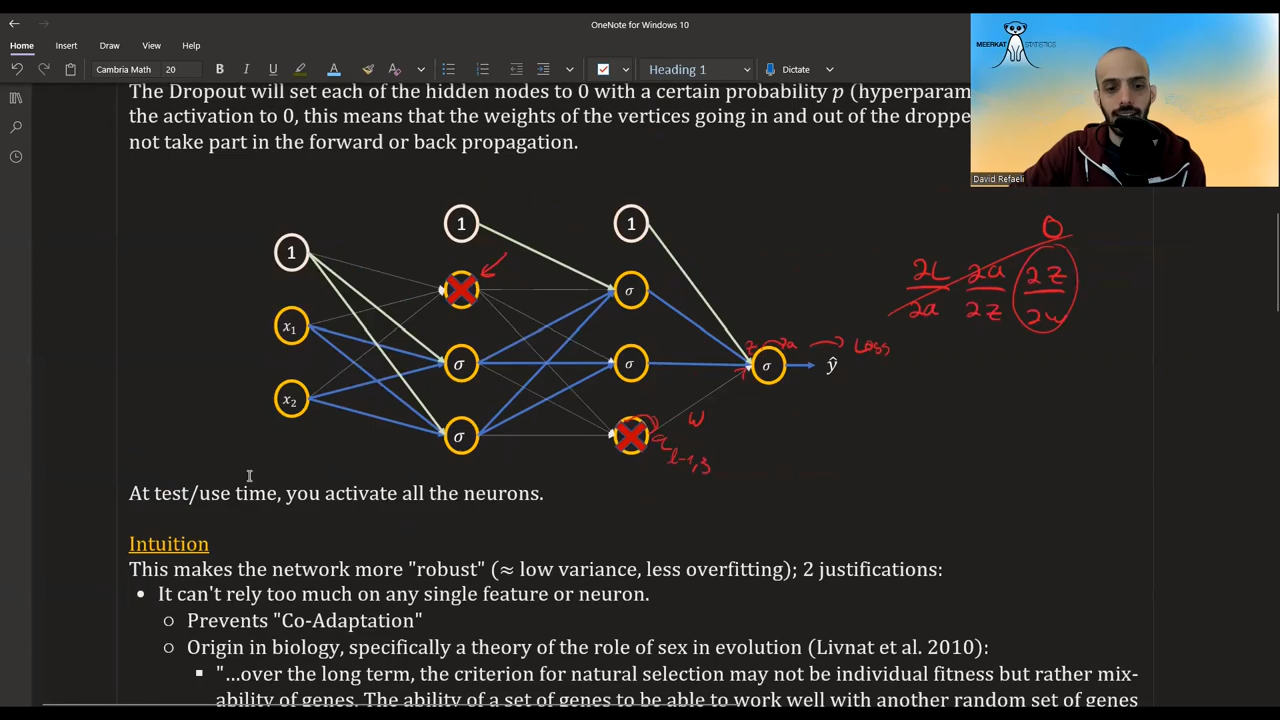 OneNote for Windows 10
Home Insert Draw View Help
Cambria Math 20 B I U A Heading 1 Dictate
MEERKAT STATISTICS
David Refaeli
The Dropout will set each of the hidden nodes to 0 with a certain probability p (hyperparam
the activation to 0, this means that the weights of the vertices going in and out of the droppe
not take part in the forward or back propagation.
1 1 1
0
∂L/∂a ∂a/∂z ∂z/∂w
σ
x₁ σ σ
z a Loss
σ ŷ
x₂ σ
w
a l-1,3
At test/use time, you activate all the neurons.
Intuition
This makes the network more "robust" (≈ low variance, less overfitting); 2 justifications:
• It can't rely too much on any single feature or neuron.
○ Prevents "Co-Adaptation"
○ Origin in biology, specifically a theory of the role of sex in evolution (Livnat et al. 2010):
▪ "…over the long term, the criterion for natural selection may not be individual fitness but rather mix-
ability of genes. The ability of a set of genes to be able to work well with another random set of genes